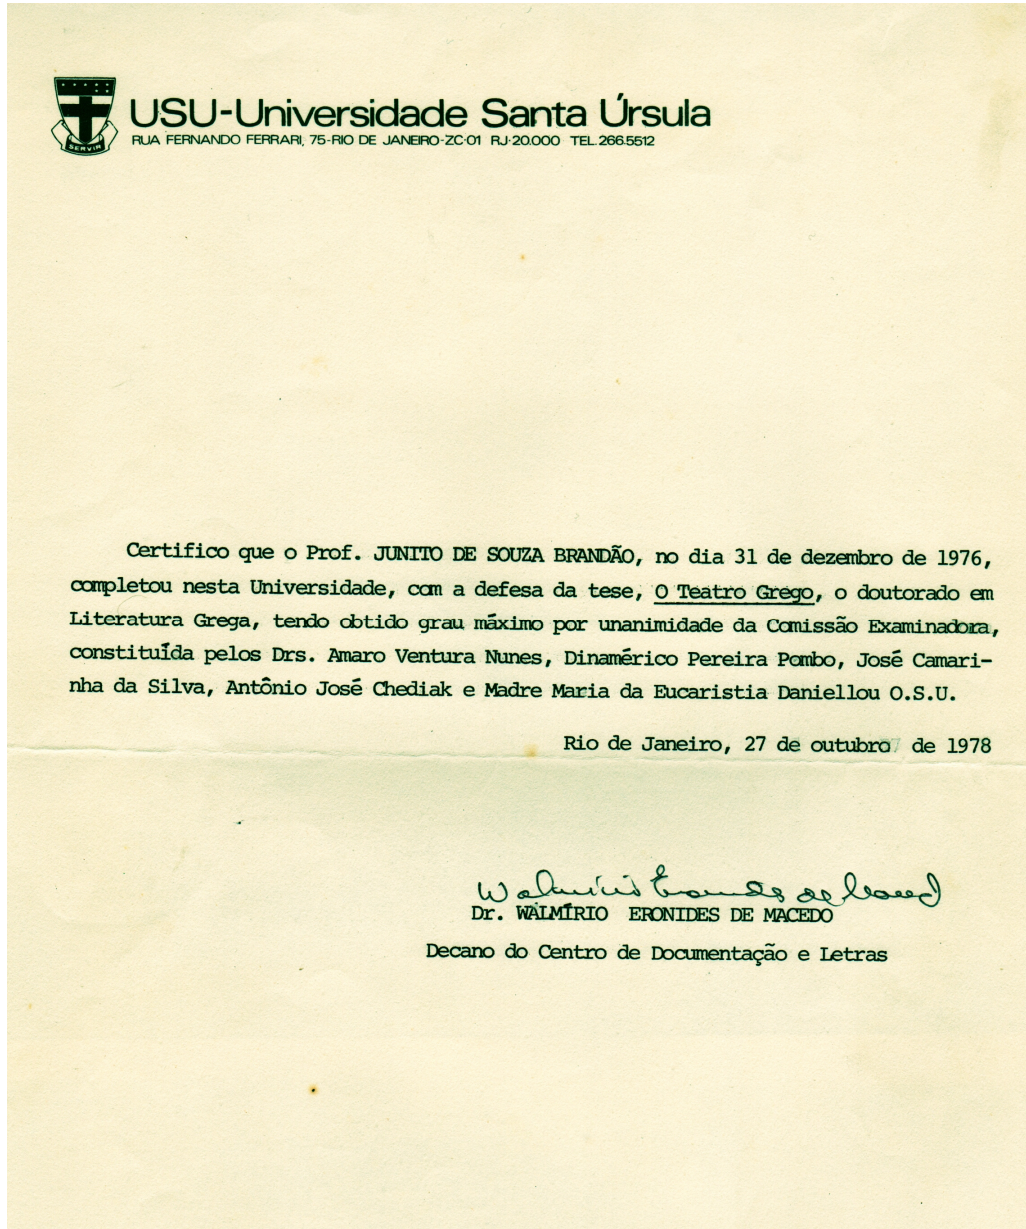 SERVIR
USU-Universidade Santa Úrsula
RUA FERNANDO FERRARI, 75-RIO DE JANEIRO-ZC-01 RJ-20.000 TEL.266.5512
Certifico que o Prof. JUNITO DE SOUZA BRANDÃO, no dia 31 de dezembro de 1976,
completou nesta Universidade, com a defesa da tese, O Teatro Grego, o doutorado em
Literatura Grega, tendo obtido grau máximo por unanimidade da Comissão Examinadora,
constituída pelos Drs. Amaro Ventura Nunes, Dinamérico Pereira Pombo, José Camari-
nha da Silva, Antônio José Chediak e Madre Maria da Eucaristia Daniellou O.S.U.
Rio de Janeiro, 27 de outubro de 1978
Walmírio Eronides de Macedo
Dr. WALMÍRIO ERONIDES DE MACEDO
Decano do Centro de Documentação e Letras